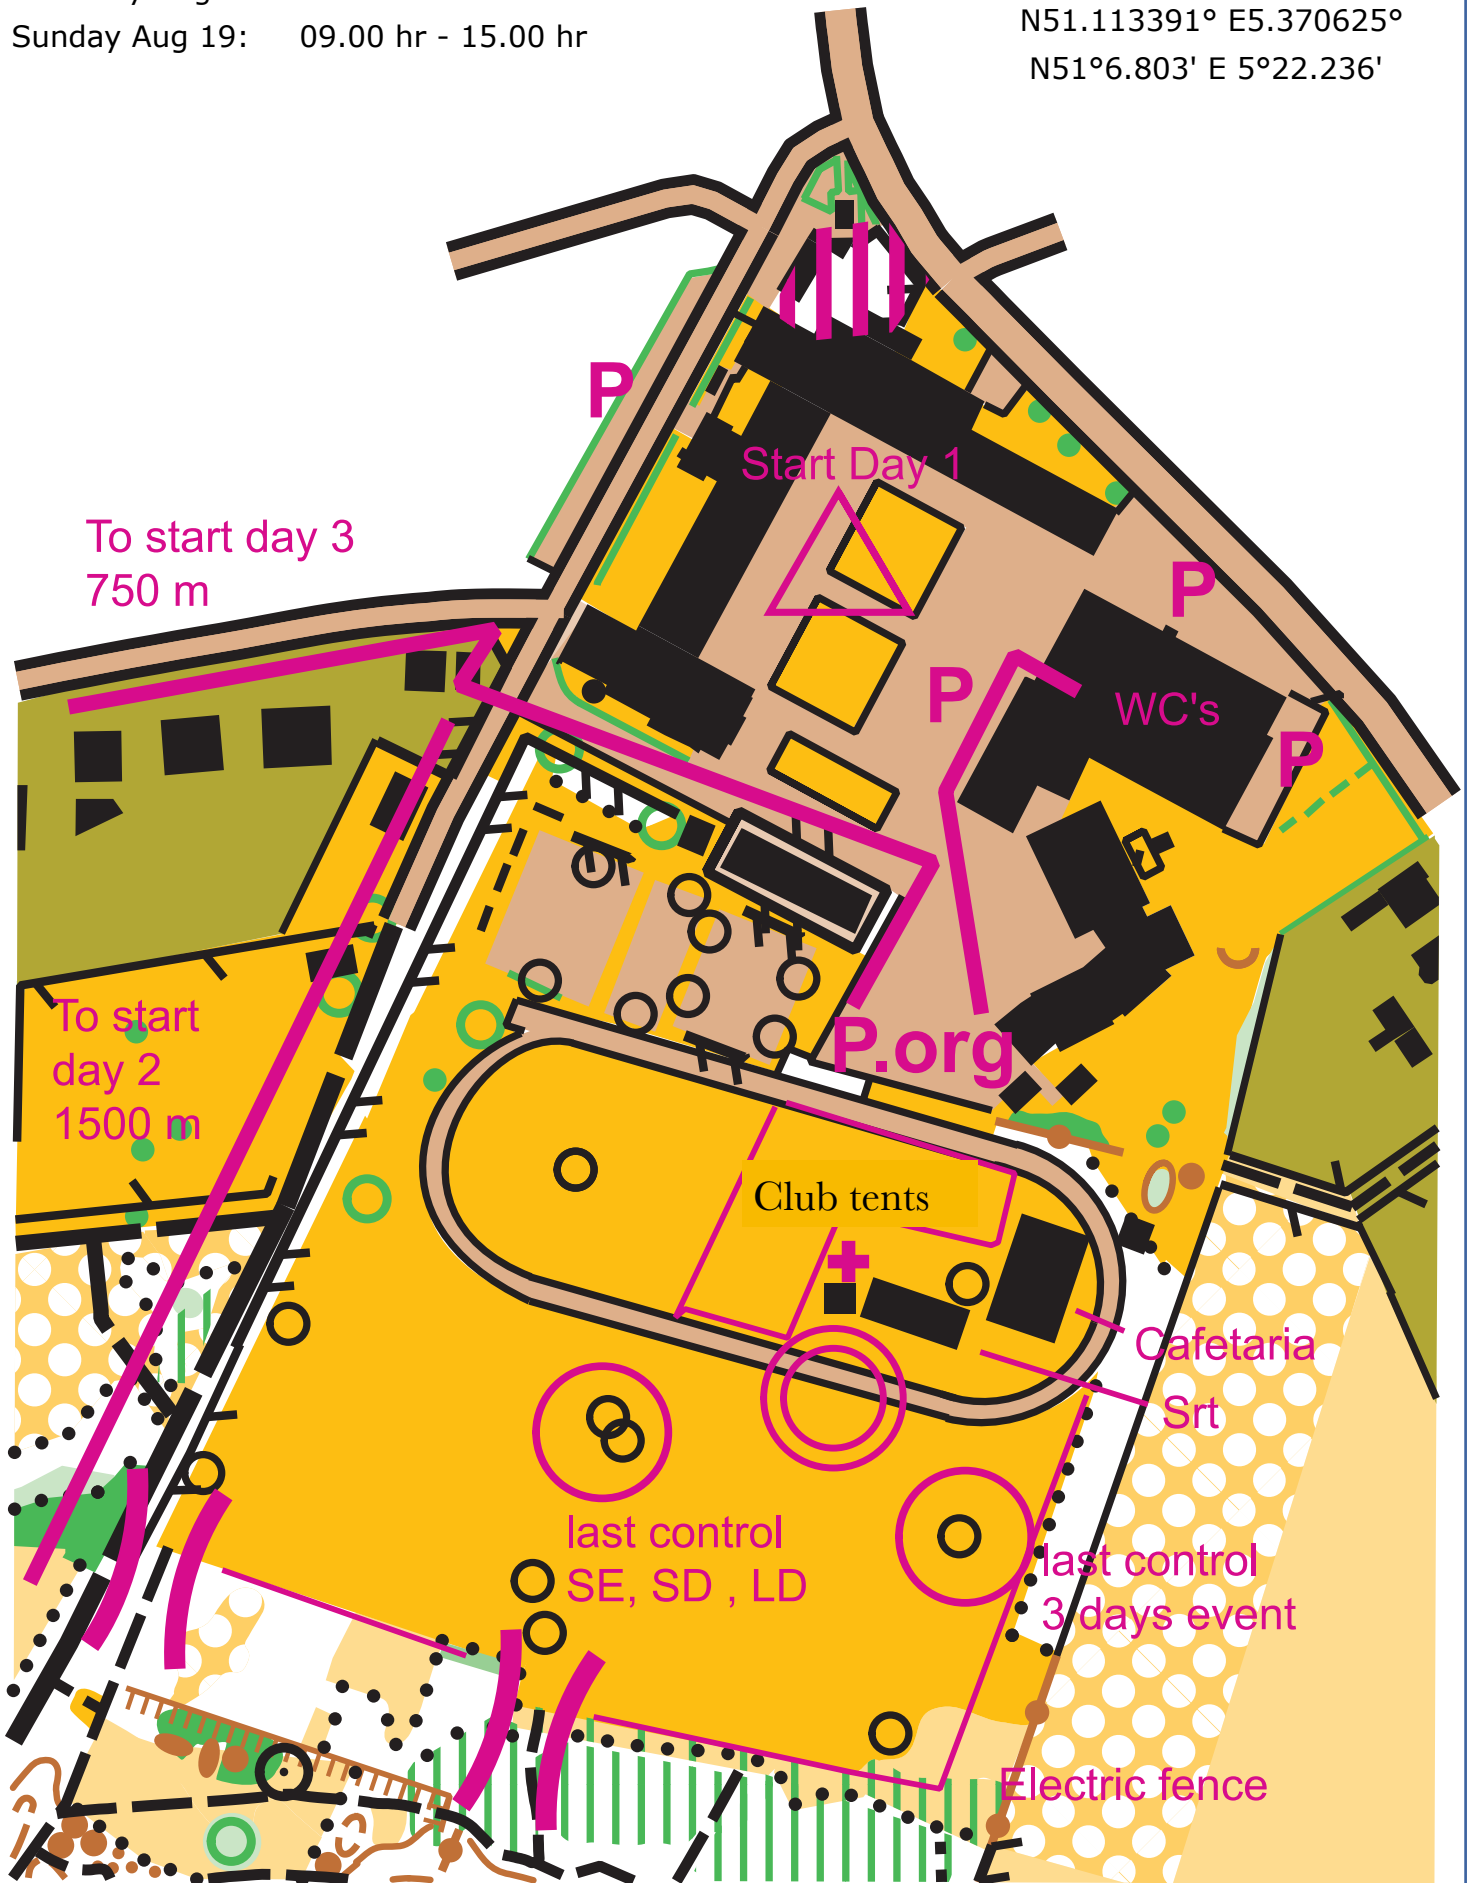 Sunday Aug 19: 09.00 hr - 15.00 hr
N51.113391° E5.370625°
N51°6.803' E 5°22.236'
P
Start Day 1
To start day 3
750 m
P
P
WC's
P
To start
day 2
1500 m
P.org
Club tents
Cafetaria
Srt
last control
SE, SD , LD
last control
3 days event
Electric fence